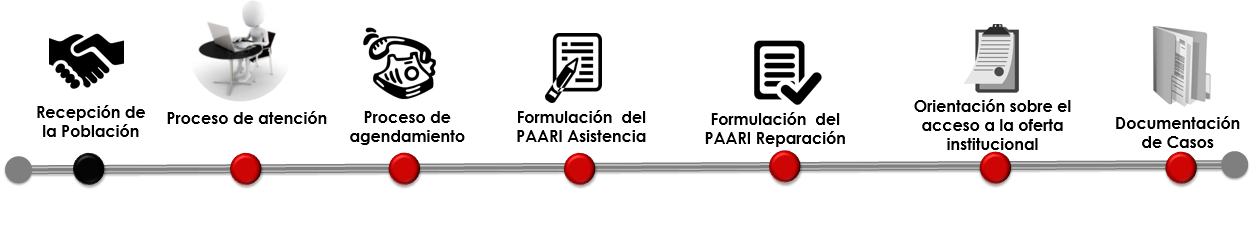 Recepción de
la Población
Proceso de atención
Proceso de
agendamiento
Formulación del
PAARI Asistencia
Formulación del
PAARI Reparación
Orientación sobre el
acceso a la oferta
institucional
Documentación
de Casos